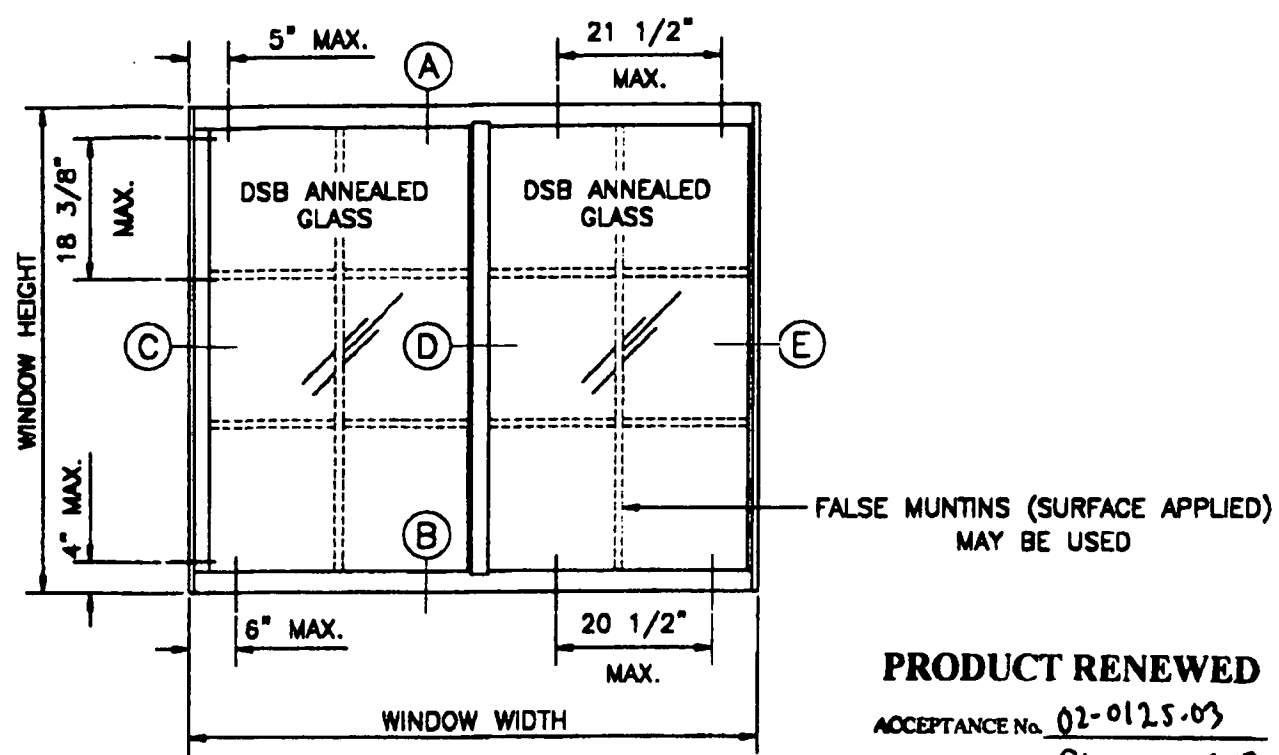 5" MAX.
21 1/2"
MAX.
A
18 3/8"
MAX.
DSB ANNEALED
GLASS
DSB ANNEALED
GLASS
WINDOW HEIGHT
C
D
E
4" MAX.
B
FALSE MUNTINS (SURFACE APPLIED)
MAY BE USED
6" MAX.
20 1/2"
MAX.
WINDOW WIDTH
PRODUCT RENEWED
ACCEPTANCE No. 02-0125.03